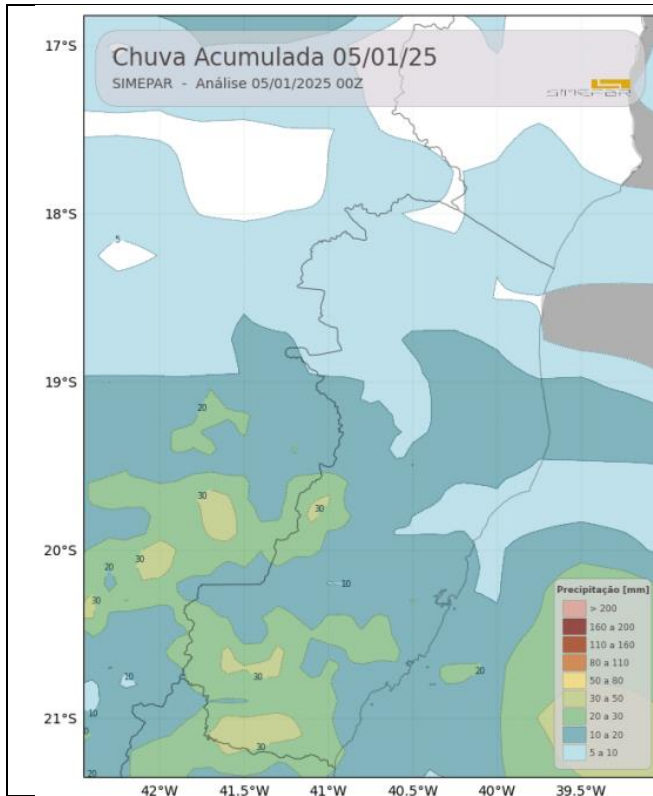 Chuva Acumulada 05/01/25
SIMEPAR - Análise 05/01/2025 00Z
SIMEPAR
17°S
18°S
5
19°S
20
30
30
20°S
30
20
10
30
20
30
10
10
21°S
30
20
Precipitação [mm]
> 200
160 a 200
110 a 160
80 a 110
50 a 80
30 a 50
20 a 30
10 a 20
5 a 10
42°W 41.5°W 41°W 40.5°W 40°W 39.5°W